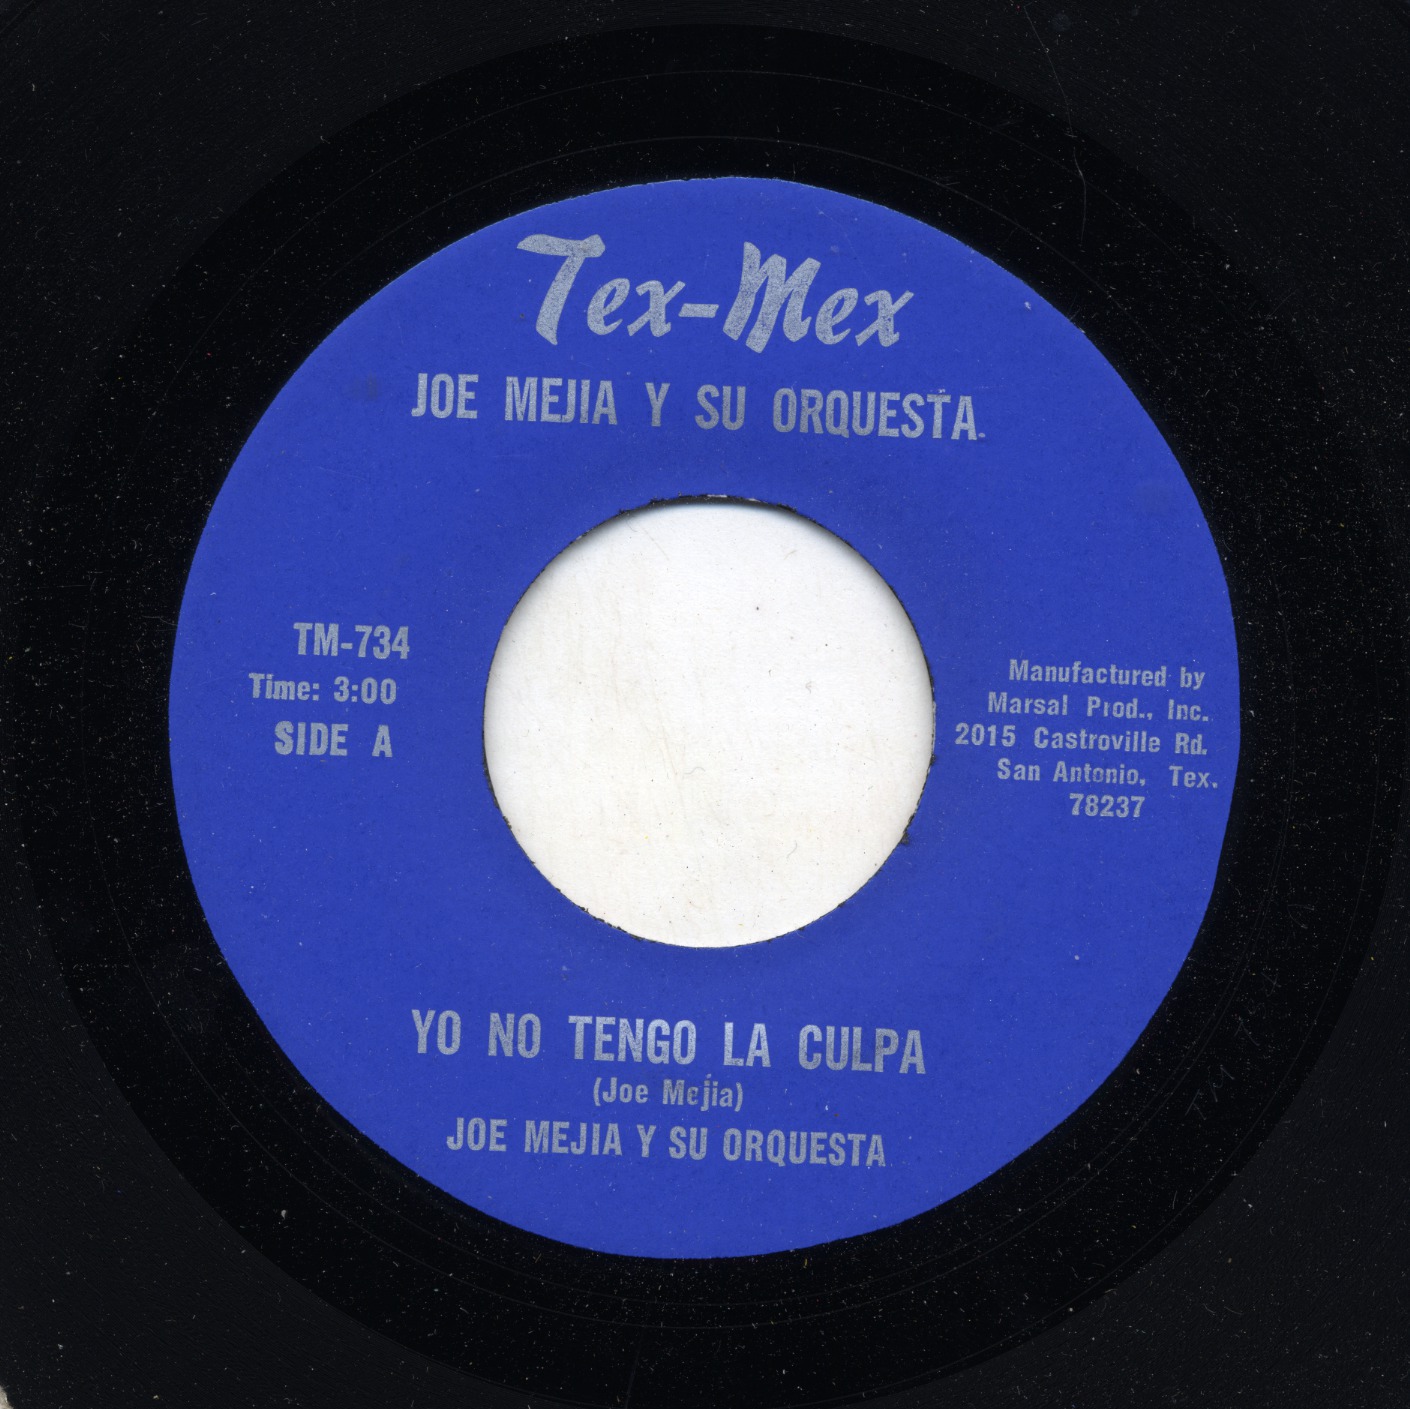 Tex-Mex
JOE MEJIA Y SU ORQUESTA.
TM-734
Time: 3:00
SIDE A
Manufactured by
Marsal Prod., Inc.
2015 Castroville Rd.
San Antonio, Tex.
78237
YO NO TENGO LA CULPA
(Joe Mejia)
JOE MEJIA Y SU ORQUESTA